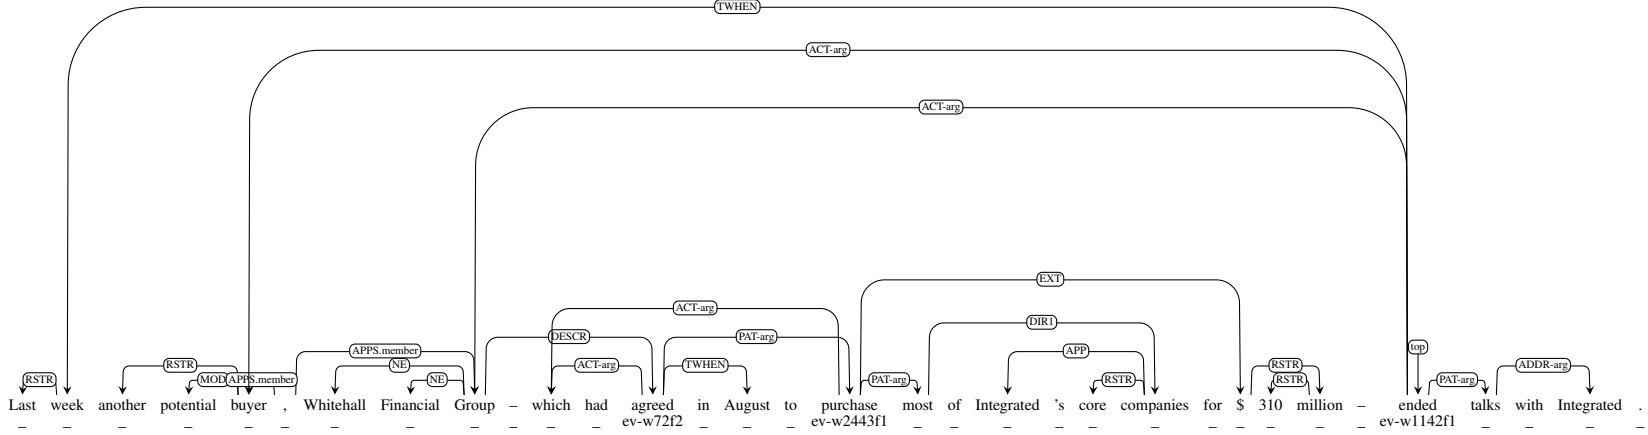 TWHEN
ACT-arg
ACT-arg
EXT
ACT-arg
DIR1
DESCR PAT-arg
top
APPS.member APP
RSTR NE ACT-arg TWHEN RSTR ADDR-arg
RSTR MOD APPS.member NE PAT-arg RSTR RSTR PAT-arg
Last week another potential buyer , Whitehall Financial Group – which had agreed in August to purchase most of Integrated 's core companies for $ 310 million – ended talks with Integrated .
_ _ _ _ _ _ _ _ _ _ _ _ ev-w72f2 _ _ _ ev-w2443f1 _ _ _ _ _ _ _ _ _ _ _ ev-w1142f1 _ _ _ _